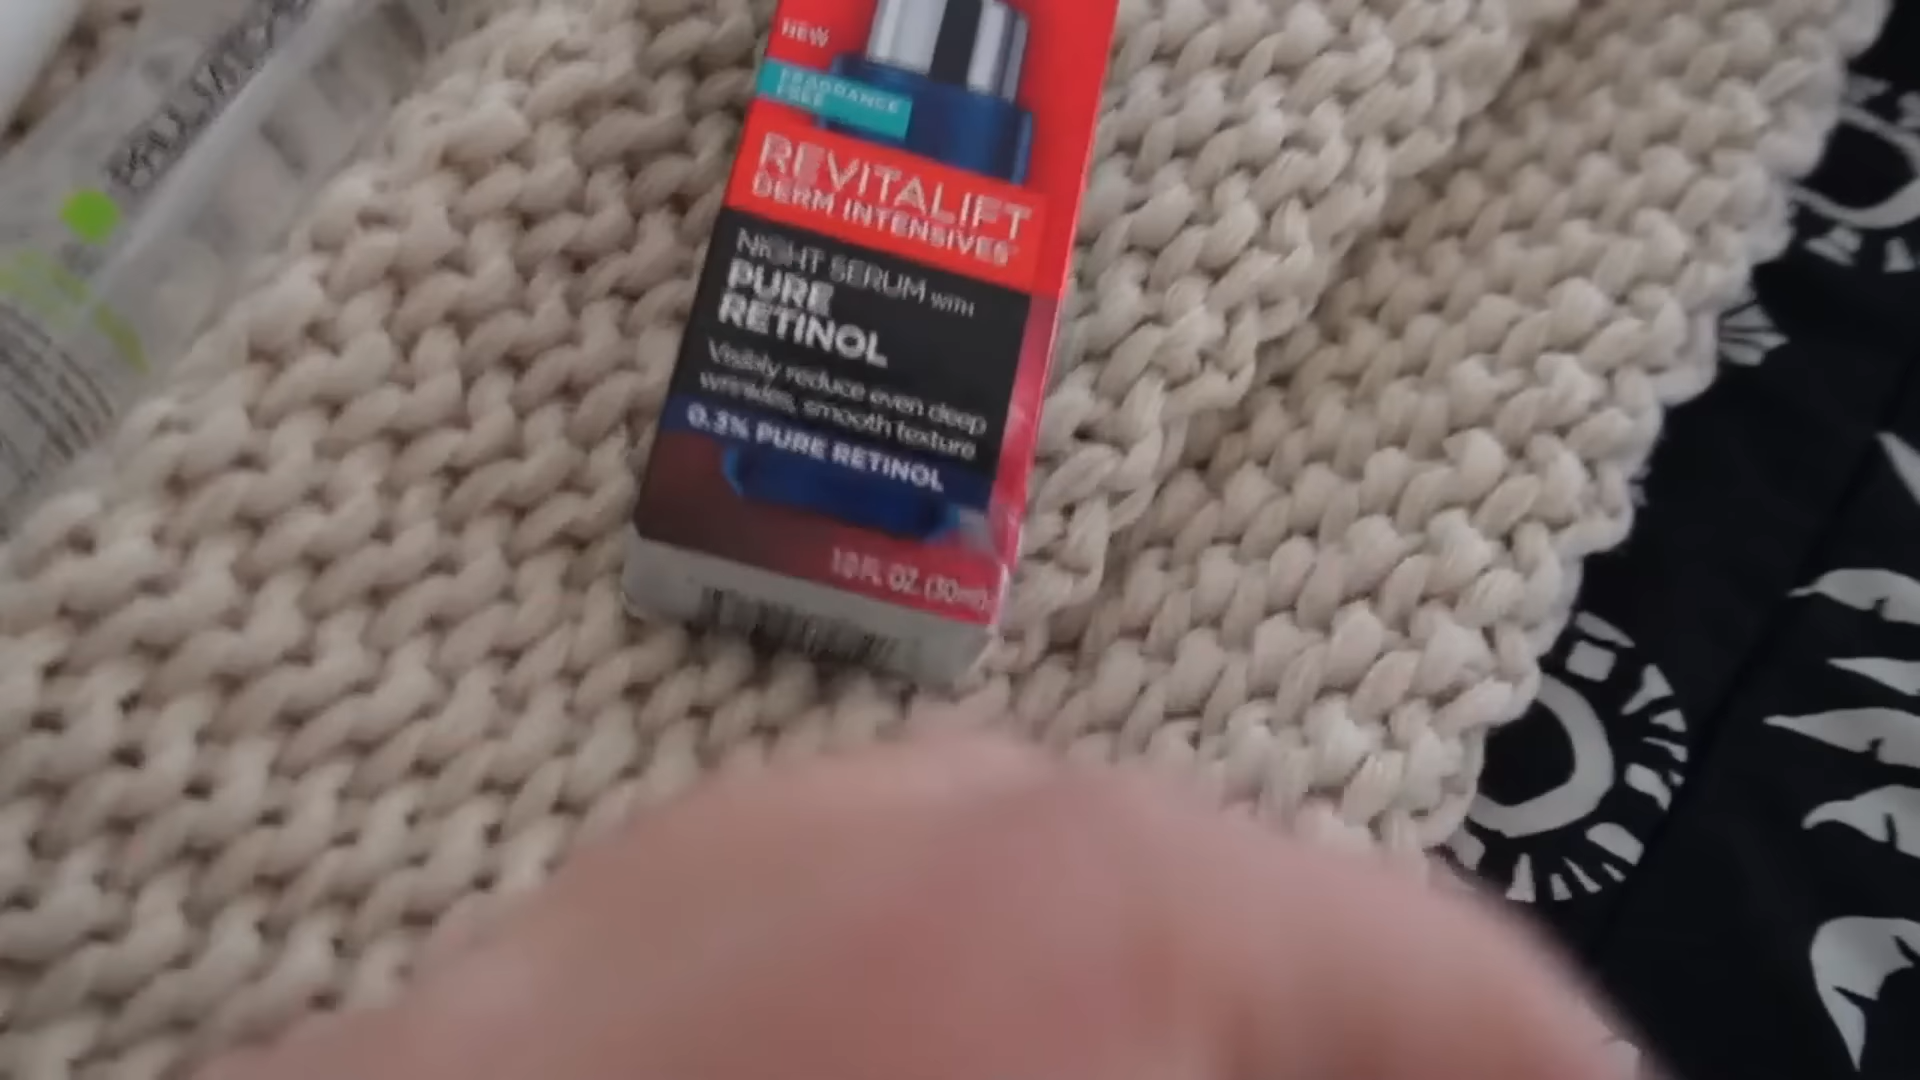 NEW
FRAGRANCE
FREE
REVITALIFT
DERM INTENSIVES
NIGHT SERUM WITH
PURE
RETINOL
Visibly reduce even deep
wrinkles, smooth texture
0.3% PURE RETINOL
1.0 FL. OZ. (30ml)